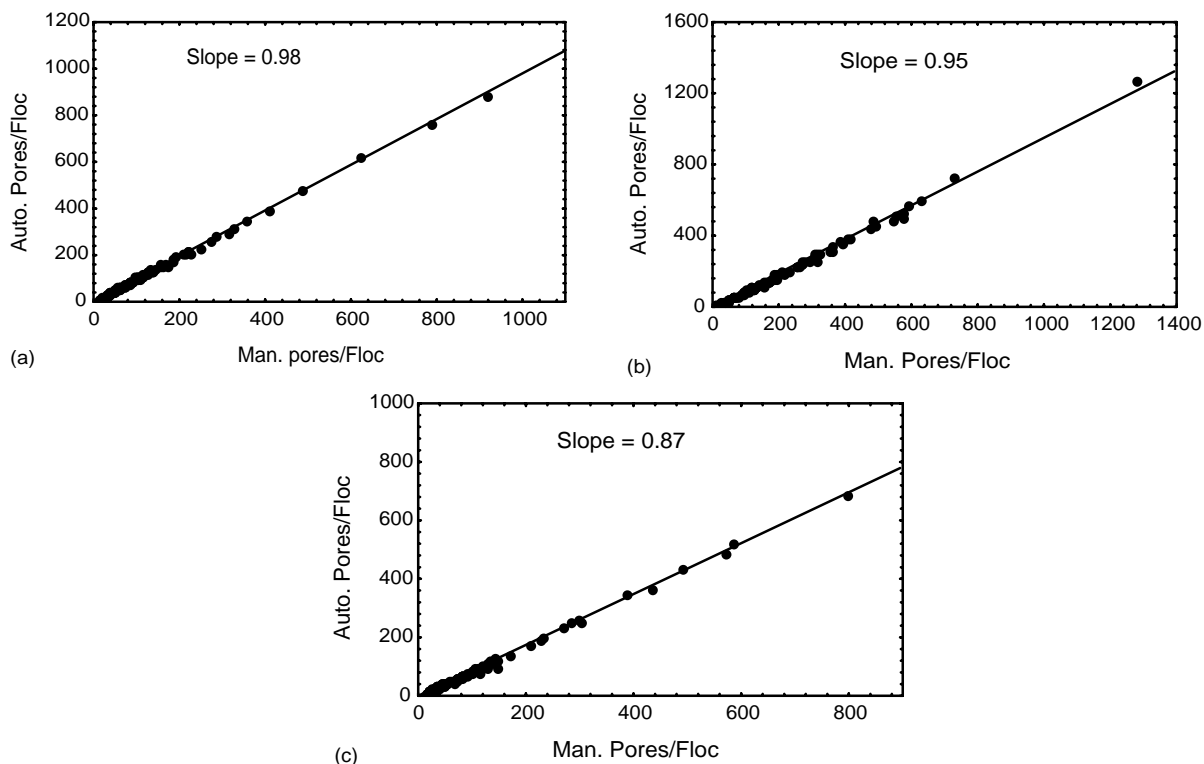 1200
1000
800
600
400
200
0
Auto. Pores/Floc
Slope = 0.98
0 200 400 600 800 1000
Man. pores/Floc
(a)
1600
1200
800
400
0
Auto. Pores/Floc
Slope = 0.95
0 200 400 600 800 1000 1200 1400
Man. Pores/Floc
(b)
1000
800
600
400
200
0
Auto. Pores/Floc
Slope = 0.87
0 200 400 600 800
Man. Pores/Floc
(c)